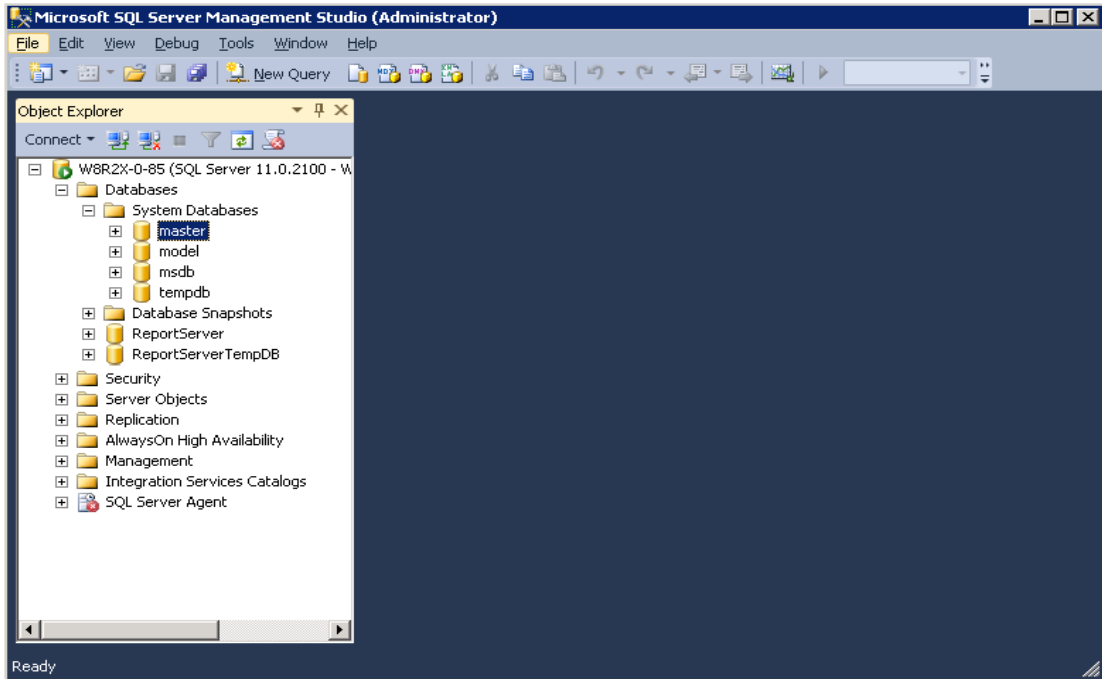 Microsoft SQL Server Management Studio (Administrator)
File Edit View Debug Tools Window Help
New Query
Object Explorer
Connect
W8R2X-0-85 (SQL Server 11.0.2100 - W
Databases
System Databases
master
model
msdb
tempdb
Database Snapshots
ReportServer
ReportServerTempDB
Security
Server Objects
Replication
AlwaysOn High Availability
Management
Integration Services Catalogs
SQL Server Agent
Ready